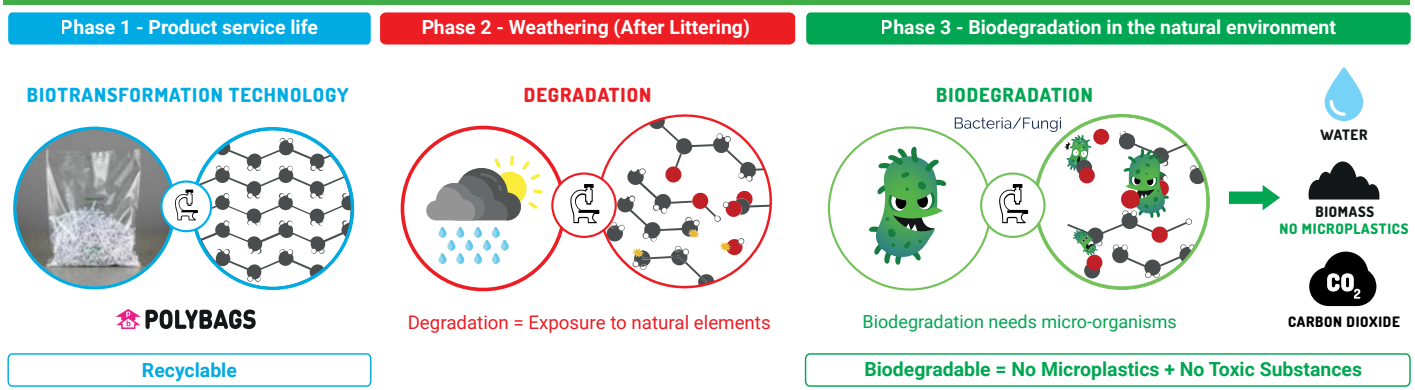 Phase 1 - Product service life
Phase 2 - Weathering (After Littering)
Phase 3 - Biodegradation in the natural environment
BIOTRANSFORMATION TECHNOLOGY
DEGRADATION
BIODEGRADATION
Bacteria/Fungi
WATER
BIOMASS
NO MICROPLASTICS
CO2
CARBON DIOXIDE
p
b
POLYBAGS
Degradation = Exposure to natural elements
Biodegradation needs micro-organisms
Recyclable
Biodegradable = No Microplastics + No Toxic Substances